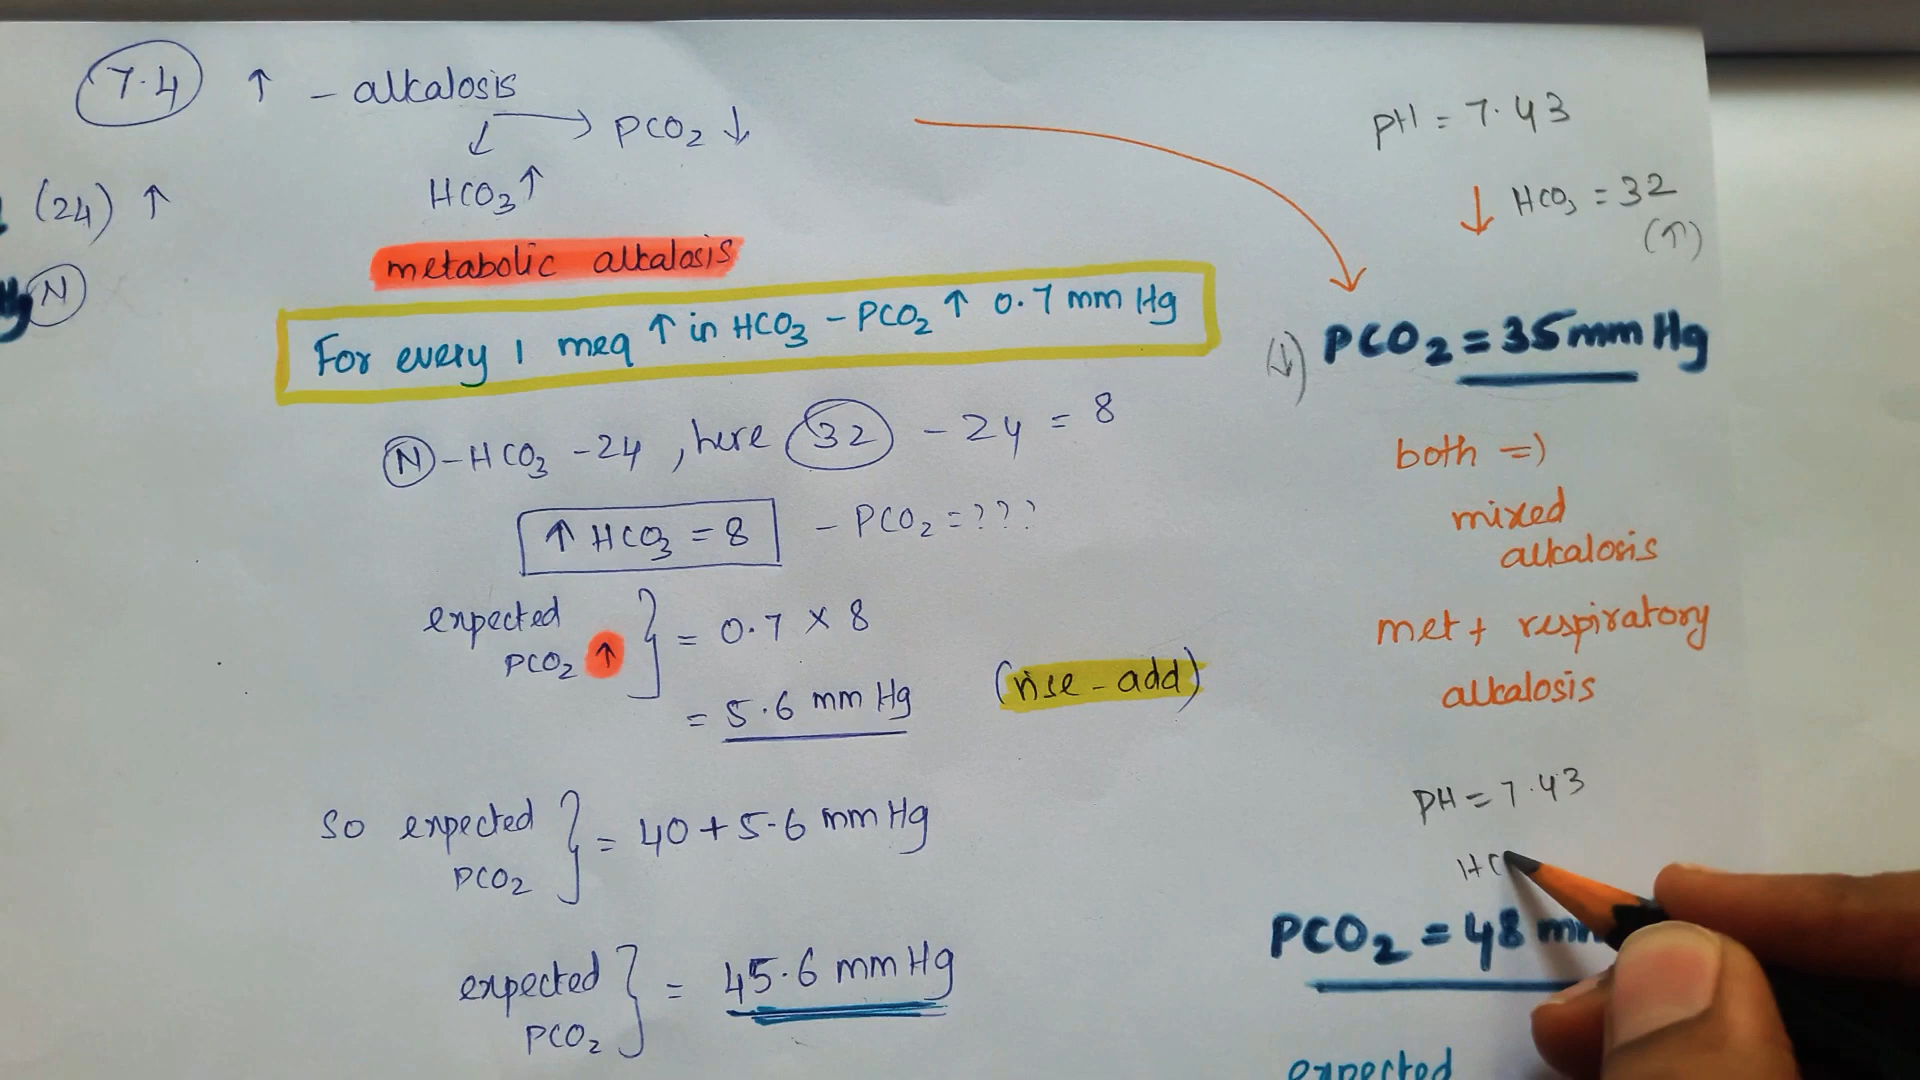 7.4 ↑ - alkalosis
PCO2 ↓
HCO3 ↑
(24) ↑
N
metabolic alkalosis
For every 1 meq ↑ in HCO3 - PCO2 ↑ 0.7 mm Hg
N - HCO3 - 24, here 32 - 24 = 8
↑ HCO3 = 8 - PCO2 = ???
expected
PCO2 ↑ } = 0.7 x 8
= 5.6 mm Hg (rise - add)
so expected
PCO2 } = 40 + 5.6 mm Hg
expected
PCO2 } = 45.6 mm Hg
PH = 7.43
↓ HCO3 = 32
(↑)
(↓) PCO2 = 35 mm Hg
both =>
mixed
alkalosis
met + respiratory
alkalosis
PH = 7.43
HC
PCO2 = 48
expected